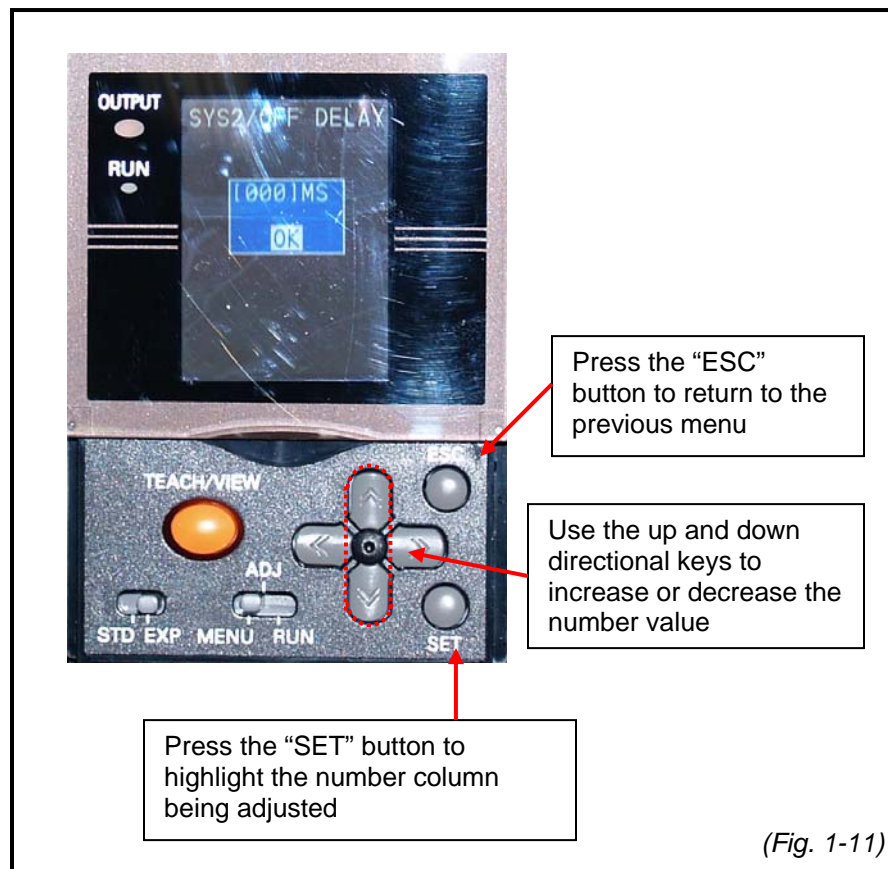 OUTPUT
SYS2/OFF DELAY
RUN
[000]MS
OK
Press the “ESC”
button to return to the
previous menu
ESC
TEACH/VIEW
Use the up and down
directional keys to
increase or decrease the
number value
ADJ
STD EXP MENU RUN
SET
Press the “SET” button to
highlight the number column
being adjusted
(Fig. 1-11)